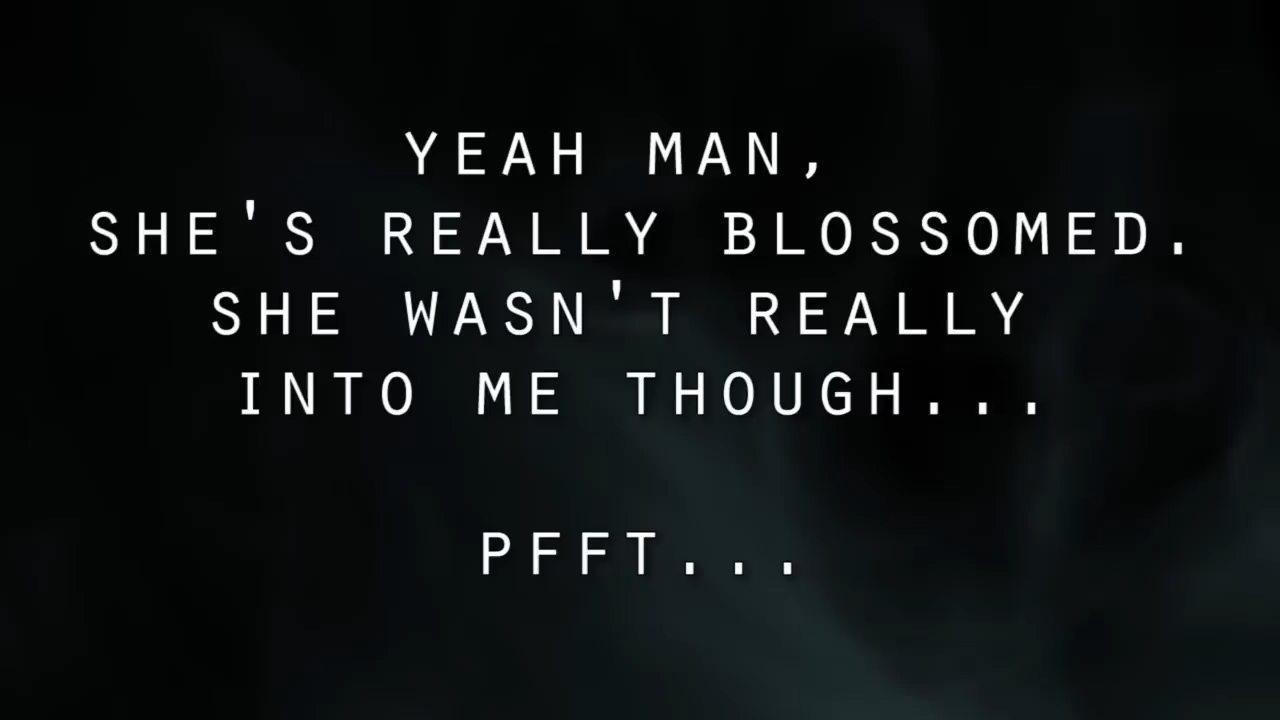 YEAH MAN,
SHE'S REALLY BLOSSOMED.
SHE WASN'T REALLY
INTO ME THOUGH...
PFFT...